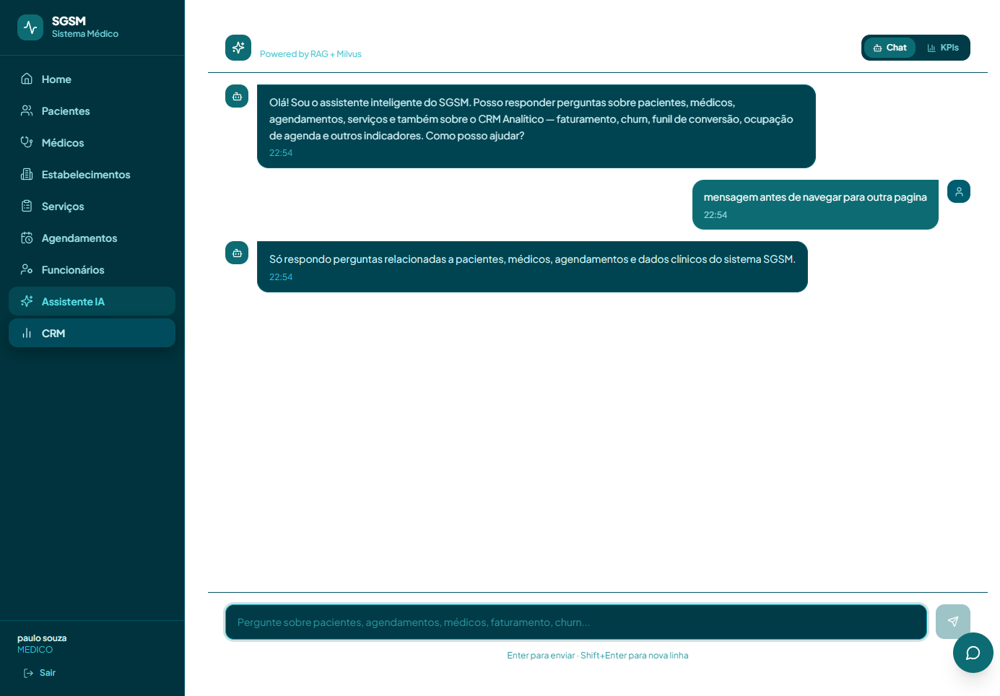 SGSM
Sistema Médico
Home
Pacientes
Médicos
Estabelecimentos
Serviços
Agendamentos
Funcionários
Assistente IA
CRM
paulo souza
MEDICO
Sair
Powered by RAG + Milvus
Chat
KPIs
Olá! Sou o assistente inteligente do SGSM. Posso responder perguntas sobre pacientes, médicos,
agendamentos, serviços e também sobre o CRM Analítico — faturamento, churn, funil de conversão, ocupação
de agenda e outros indicadores. Como posso ajudar?
22:54
mensagem antes de navegar para outra pagina
22:54
Só respondo perguntas relacionadas a pacientes, médicos, agendamentos e dados clínicos do sistema SGSM.
22:54
Pergunte sobre pacientes, agendamentos, médicos, faturamento, churn...
Enter para enviar · Shift+Enter para nova linha